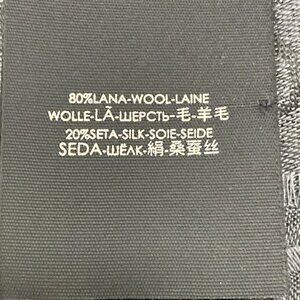 80%LANA-WOOL-LAINE
WOLLE-LÃ-ШЕРСТЬ-毛-羊毛
20%SETA-SILK-SOIE-SEIDE
SEDA-ШЁЛК-絹-桑蚕丝